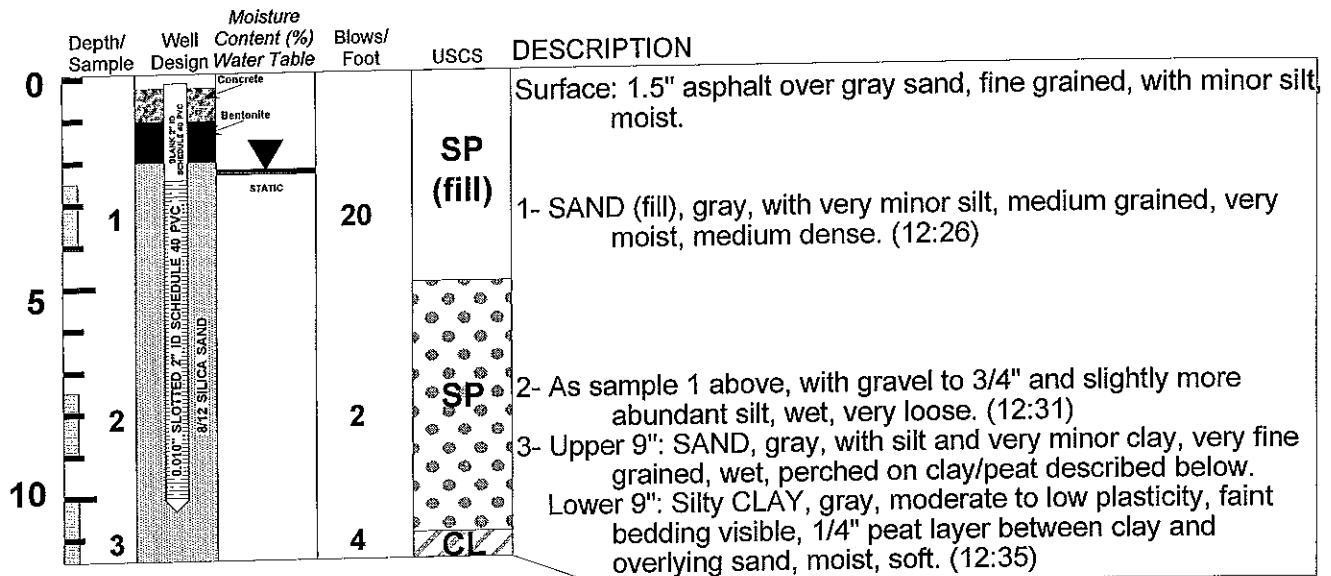 Moisture
Depth/ Well Content (%) Blows/
Sample Design Water Table Foot USCS DESCRIPTION
0
Concrete
Surface: 1.5" asphalt over gray sand, fine grained, with minor silt,
moist.
Bentonite
BLANK 2" ID
SCHEDULE 40 PVC
SP
(fill)
STATIC
1
20
1- SAND (fill), gray, with very minor silt, medium grained, very
moist, medium dense. (12:26)
5
0.010" SLOTTED 2" ID SCHEDULE 40 PVC
8/12 SILICA SAND
2
2
SP
2- As sample 1 above, with gravel to 3/4" and slightly more
abundant silt, wet, very loose. (12:31)
3- Upper 9": SAND, gray, with silt and very minor clay, very fine
grained, wet, perched on clay/peat described below.
10
Lower 9": Silty CLAY, gray, moderate to low plasticity, faint
bedding visible, 1/4" peat layer between clay and
overlying sand, moist, soft. (12:35)
3
4
CL